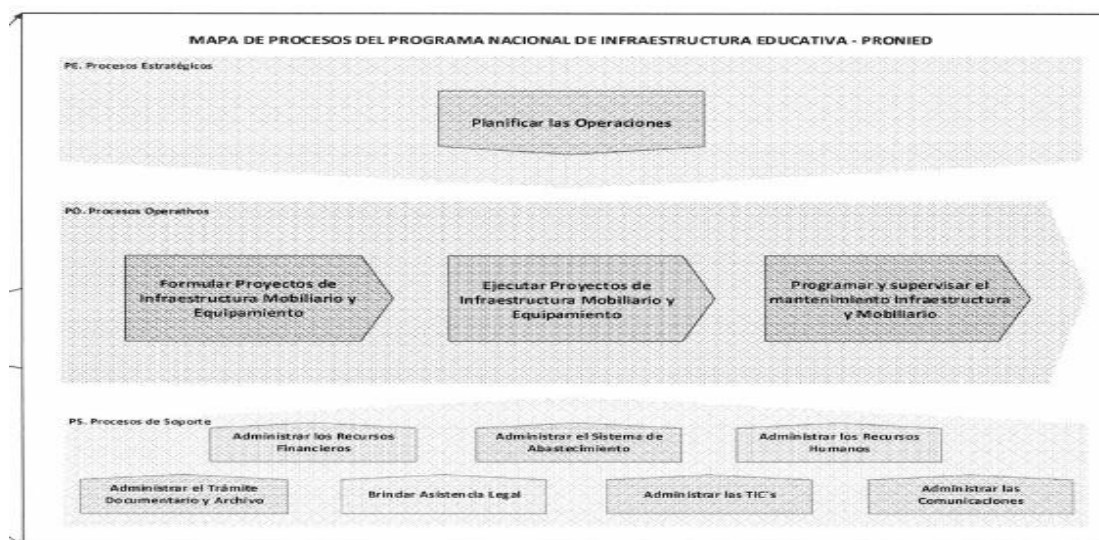 MAPA DE PROCESOS DEL PROGRAMA NACIONAL DE INFRAESTRUCTURA EDUCATIVA - PRONIED
PE. Procesos Estratégicos
Planificar las Operaciones
PO. Procesos Operativos
Formular Proyectos de
Infraestructura Mobiliario y
Equipamiento
Ejecutar Proyectos de
Infraestructura Mobiliario y
Equipamiento
Programar y supervisar el
mantenimiento Infraestructura
y Mobiliario
PS. Procesos de Soporte
Administrar los Recursos
Financieros
Administrar el Sistema de
Abastecimiento
Administrar los Recursos
Humanos
Administrar el Trámite
Documentario y Archivo
Brindar Asistencia Legal
Administrar las TIC's
Administrar las
Comunicaciones